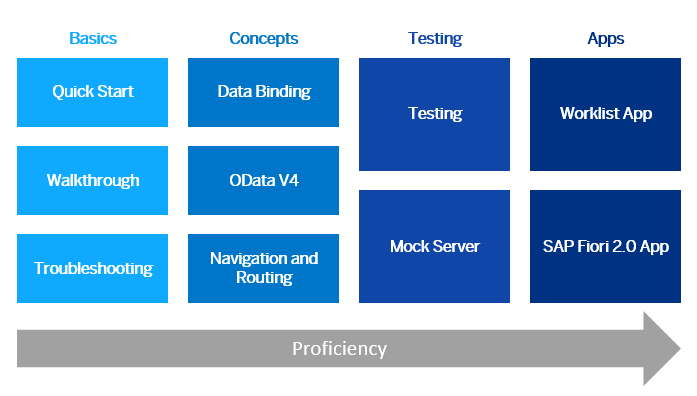 Basics
Concepts
Testing
Apps
Quick Start
Data Binding
Testing
Worklist App
Walkthrough
OData V4
Mock Server
SAP Fiori 2.0 App
Troubleshooting
Navigation and
Routing
Proficiency